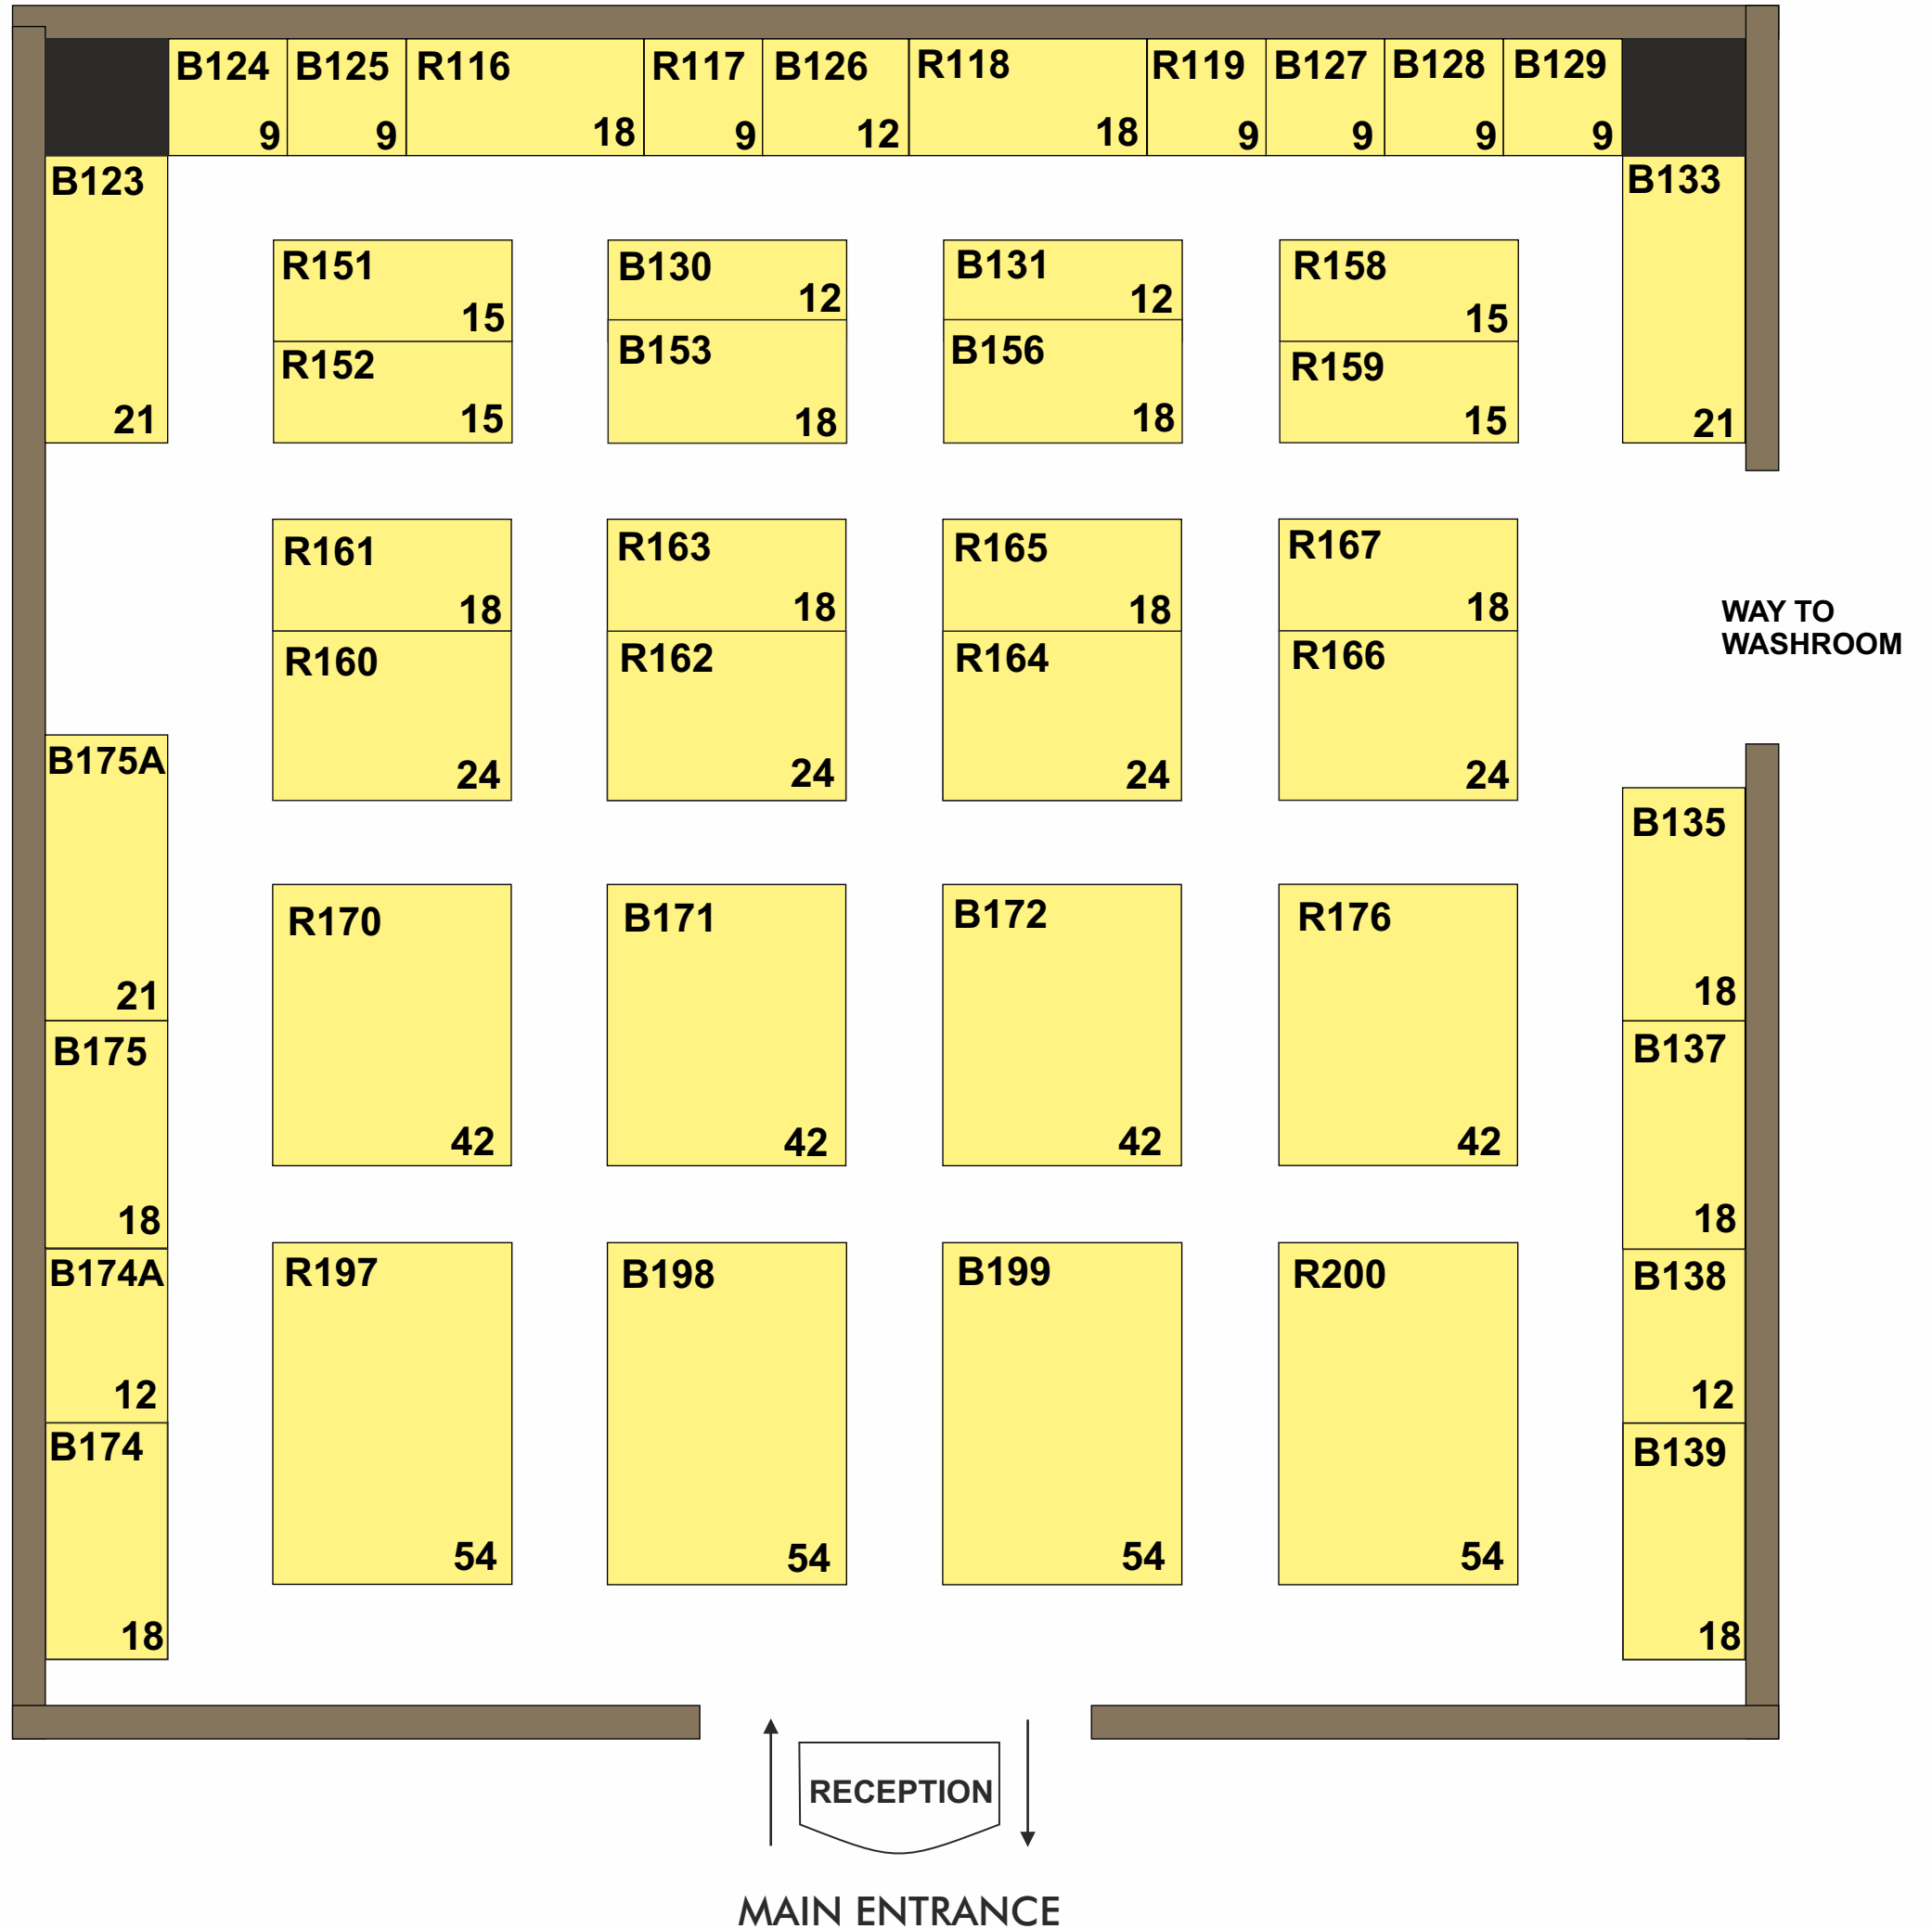 B124 B125 R116 R117 B126 R118 R119 B127 B128 B129
9 9 18 9 12 18 9 9 9 9
B123 B133
21 21
R151 B130 B131 R158
15 12 12 15
R152 B153 B156 R159
15 18 18 15
R161 R163 R165 R167
18 18 18 18
R160 R162 R164 R166
24 24 24 24
WAY TO
WASHROOM
B175A
21
B175
18
B174A
12
B174
18
R170 B171 B172 R176
42 42 42 42
R197 B198 B199 R200
54 54 54 54
B135
18
B137
18
B138
12
B139
18
RECEPTION
MAIN ENTRANCE